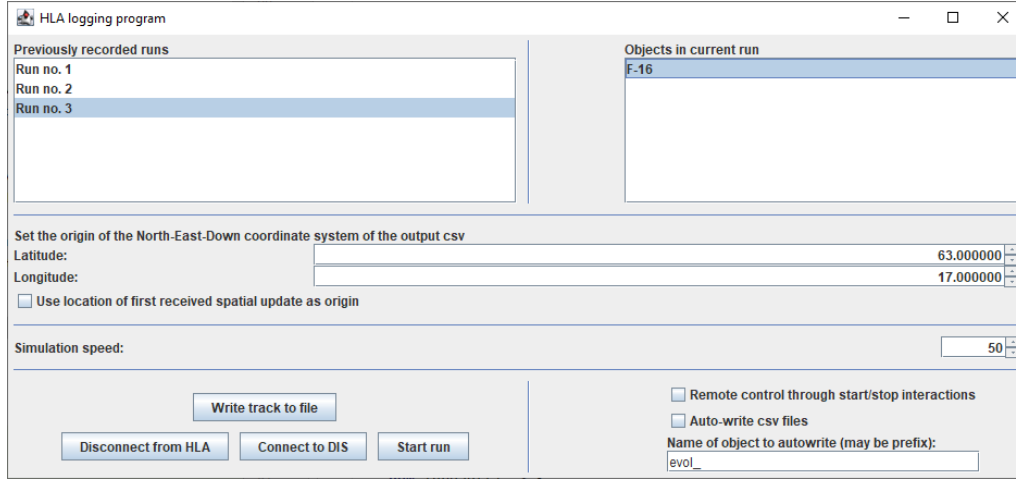 HLA logging program
Previously recorded runs
Run no. 1
Run no. 2
Run no. 3
Objects in current run
F-16
Set the origin of the North-East-Down coordinate system of the output csv
Latitude: 63.000000
Longitude: 17.000000
Use location of first received spatial update as origin
Simulation speed: 50
Write track to file
Disconnect from HLA Connect to DIS Start run
Remote control through start/stop interactions
Auto-write csv files
Name of object to autowrite (may be prefix):
evol_